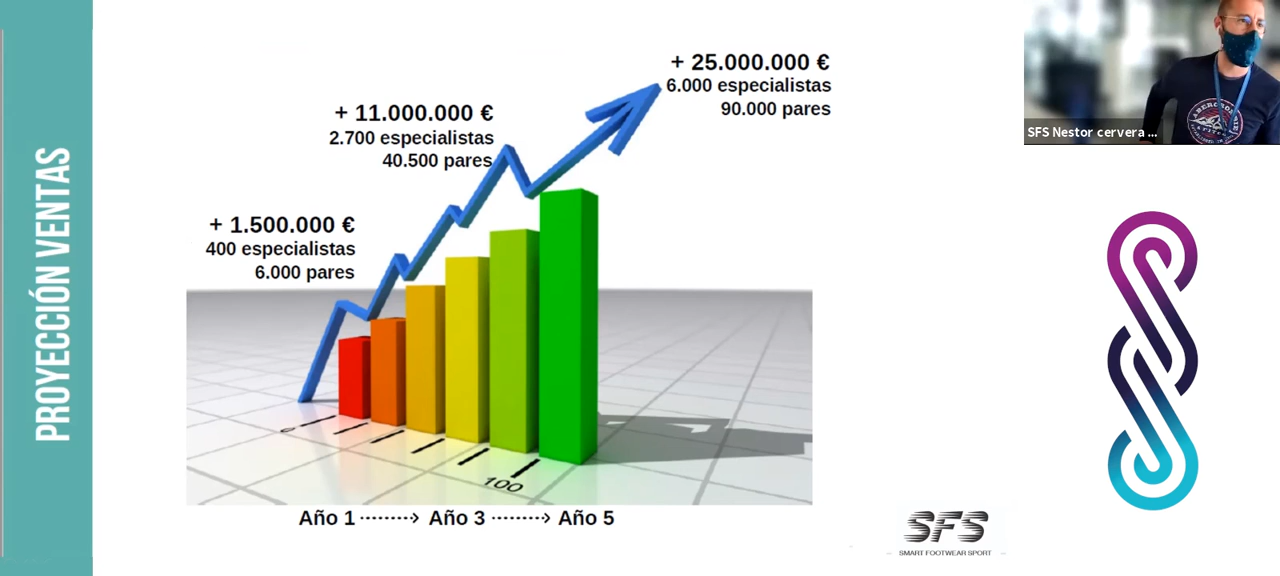 PROYECCIÓN VENTAS
+ 25.000.000 €
6.000 especialistas
90.000 pares
+ 11.000.000 €
2.700 especialistas
40.500 pares
+ 1.500.000 €
400 especialistas
6.000 pares
0
100
Año 1 Año 3 Año 5
SFS
SMART FOOTWEAR SPORT
SFS Nestor cervera ...